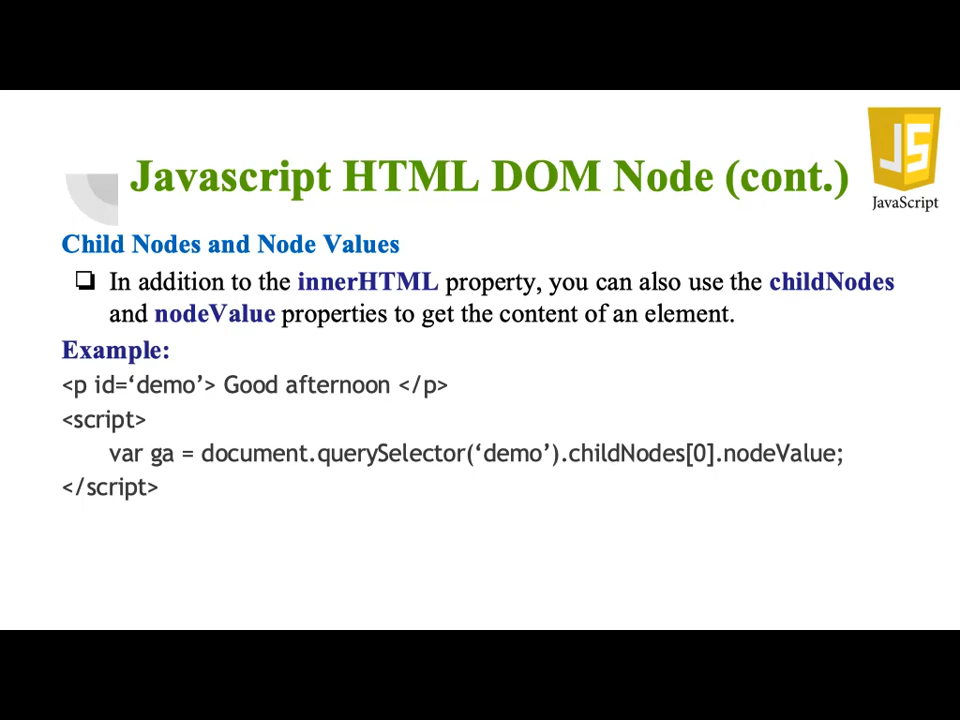 JS
JavaScript
Javascript HTML DOM Node (cont.)
Child Nodes and Node Values
❏ In addition to the innerHTML property, you can also use the childNodes
and nodeValue properties to get the content of an element.
Example:
<p id=‘demo’> Good afternoon </p>
<script>
var ga = document.querySelector(‘demo’).childNodes[0].nodeValue;
</script>